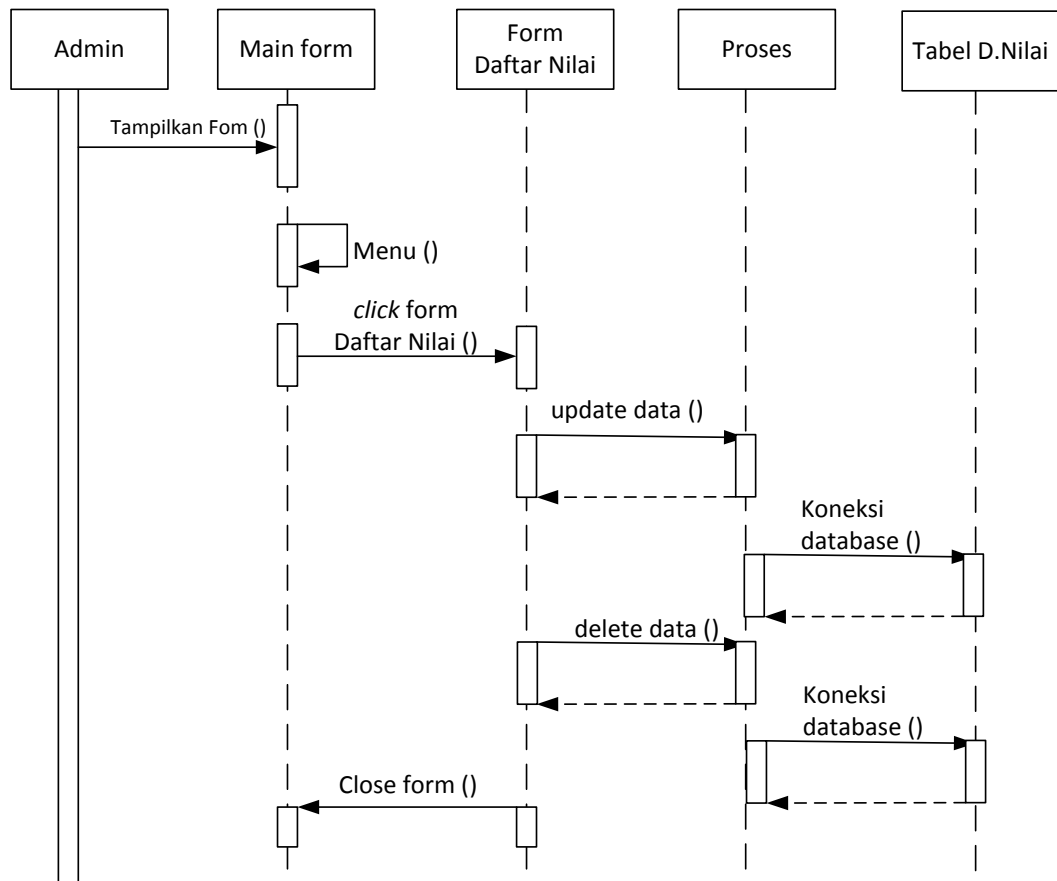 Admin
Main form
Form
Daftar Nilai
Proses
Tabel D.Nilai
Tampilkan Fom ()
Menu ()
click form
Daftar Nilai ()
update data ()
Koneksi
database ()
delete data ()
Koneksi
database ()
Close form ()